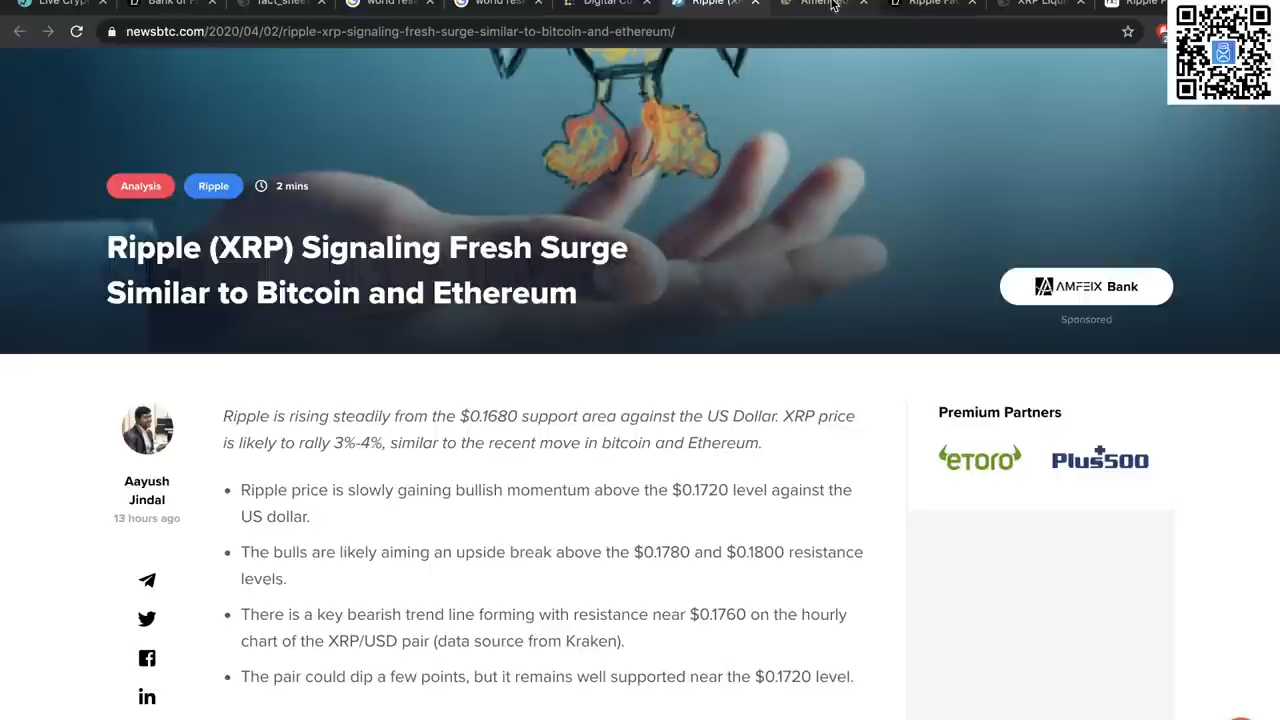 Live Cryp
Bank of
fact_shee
world res
world res
Digital Cu
Ripple (X
Ameri
Ripple Fa
XRP Liqu
Ripple P
newsbtc.com/2020/04/02/ripple-xrp-signaling-fresh-surge-similar-to-bitcoin-and-ethereum/
Analysis
Ripple
2 mins
Ripple (XRP) Signaling Fresh Surge
Similar to Bitcoin and Ethereum
AMFEIX Bank
Sponsored
Aayush
Jindal
13 hours ago
Ripple is rising steadily from the $0.1680 support area against the US Dollar. XRP price
is likely to rally 3%-4%, similar to the recent move in bitcoin and Ethereum.
• Ripple price is slowly gaining bullish momentum above the $0.1720 level against the
US dollar.
• The bulls are likely aiming an upside break above the $0.1780 and $0.1800 resistance
levels.
• There is a key bearish trend line forming with resistance near $0.1760 on the hourly
chart of the XRP/USD pair (data source from Kraken).
• The pair could dip a few points, but it remains well supported near the $0.1720 level.
Premium Partners
eToro
Plus500